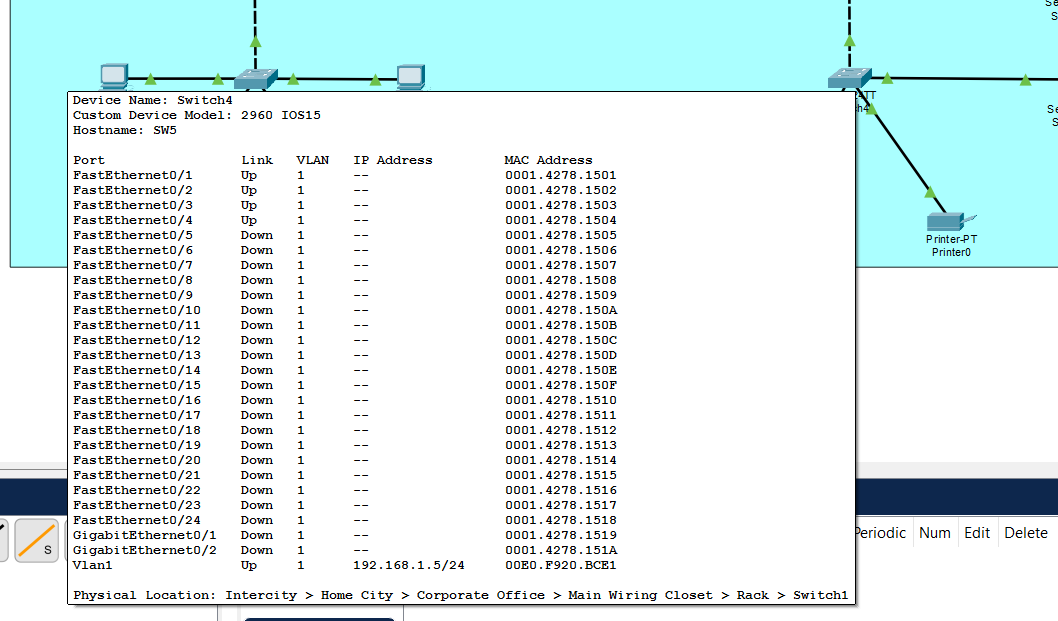 Se
S
Device Name: Switch4
Custom Device Model: 2960 IOS15
Hostname: SW5
Port Link VLAN IP Address MAC Address
FastEthernet0/1 Up 1 -- 0001.4278.1501
FastEthernet0/2 Up 1 -- 0001.4278.1502
FastEthernet0/3 Up 1 -- 0001.4278.1503
FastEthernet0/4 Up 1 -- 0001.4278.1504
FastEthernet0/5 Down 1 -- 0001.4278.1505
FastEthernet0/6 Down 1 -- 0001.4278.1506
FastEthernet0/7 Down 1 -- 0001.4278.1507
FastEthernet0/8 Down 1 -- 0001.4278.1508
FastEthernet0/9 Down 1 -- 0001.4278.1509
FastEthernet0/10 Down 1 -- 0001.4278.150A
FastEthernet0/11 Down 1 -- 0001.4278.150B
FastEthernet0/12 Down 1 -- 0001.4278.150C
FastEthernet0/13 Down 1 -- 0001.4278.150D
FastEthernet0/14 Down 1 -- 0001.4278.150E
FastEthernet0/15 Down 1 -- 0001.4278.150F
FastEthernet0/16 Down 1 -- 0001.4278.1510
FastEthernet0/17 Down 1 -- 0001.4278.1511
FastEthernet0/18 Down 1 -- 0001.4278.1512
FastEthernet0/19 Down 1 -- 0001.4278.1513
FastEthernet0/20 Down 1 -- 0001.4278.1514
FastEthernet0/21 Down 1 -- 0001.4278.1515
FastEthernet0/22 Down 1 -- 0001.4278.1516
FastEthernet0/23 Down 1 -- 0001.4278.1517
FastEthernet0/24 Down 1 -- 0001.4278.1518
GigabitEthernet0/1 Down 1 -- 0001.4278.1519
GigabitEthernet0/2 Down 1 -- 0001.4278.151A
Vlan1 Up 1 192.168.1.5/24 00E0.F920.BCE1
Physical Location: Intercity > Home City > Corporate Office > Main Wiring Closet > Rack > Switch1
Se
S
Printer-PT
Printer0
S
Periodic Num Edit Delete